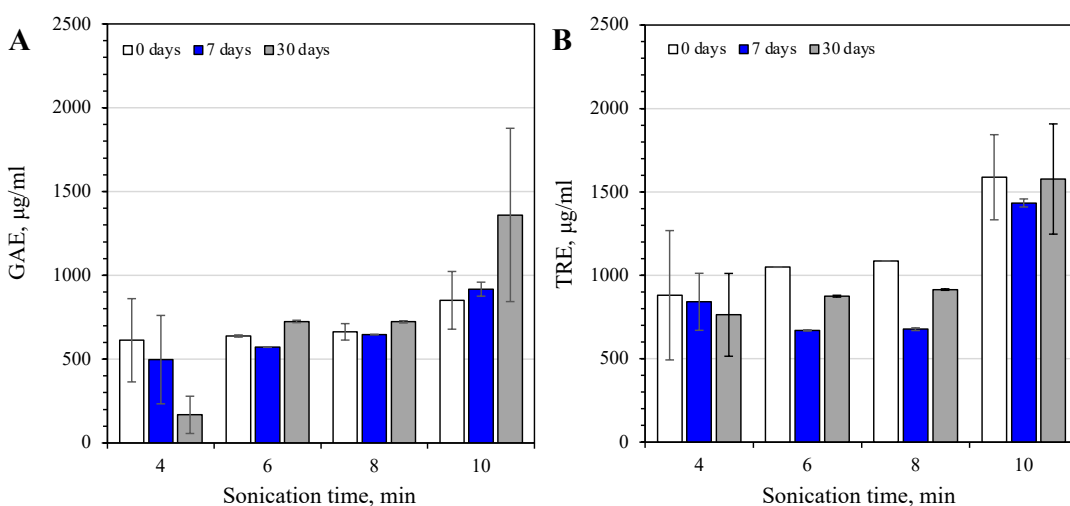 A
0 days 7 days 30 days
GAE, µg/ml
2500
2000
1500
1000
500
0
4 6 8 10
Sonication time, min
B
0 days 7 days 30 days
TRE, µg/ml
2500
2000
1500
1000
500
0
4 6 8 10
Sonication time, min